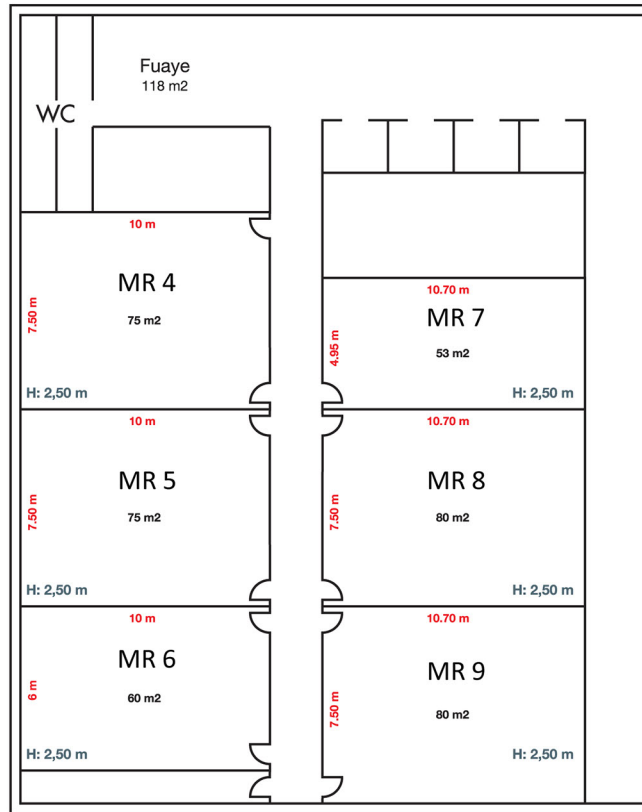 Fuaye
118 m2
WC
10 m
MR 4
7.50 m
75 m2
H: 2,50 m
10.70 m
MR 7
4.95 m
53 m2
H: 2,50 m
10 m
MR 5
7.50 m
75 m2
H: 2,50 m
10.70 m
MR 8
7.50 m
80 m2
H: 2,50 m
10 m
MR 6
6 m
60 m2
H: 2,50 m
10.70 m
MR 9
7.50 m
80 m2
H: 2,50 m